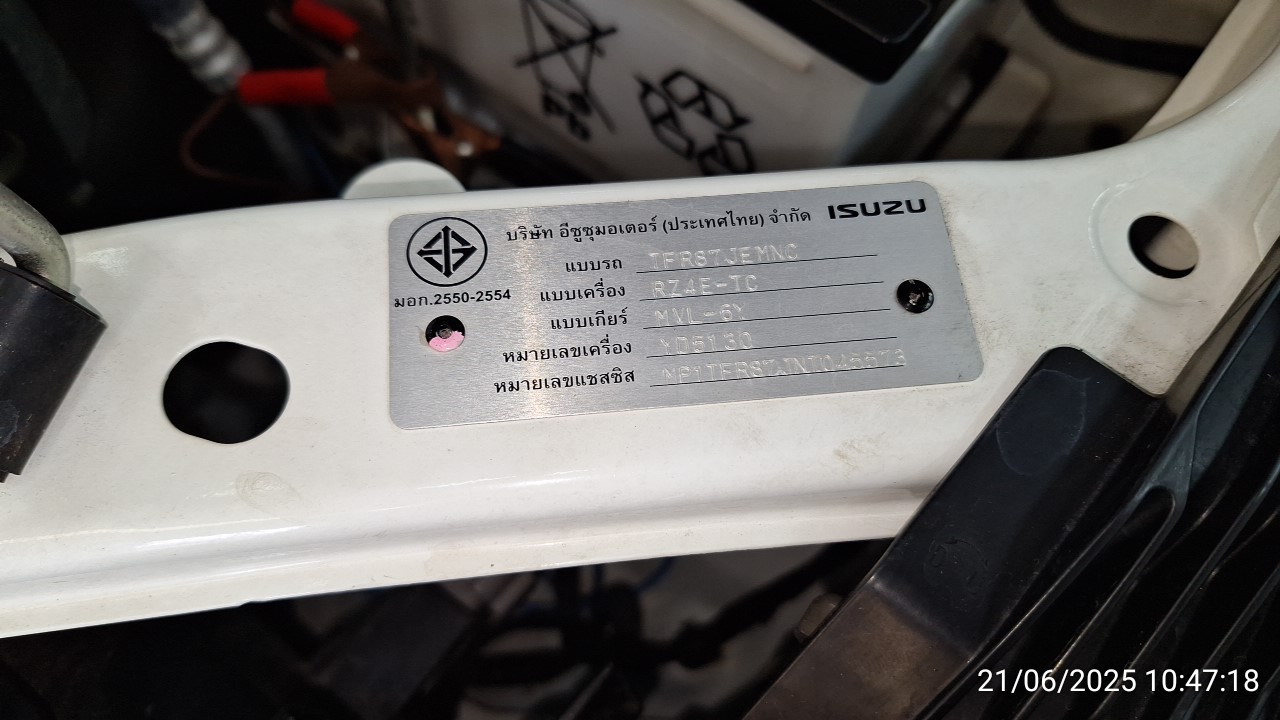 บริษัท อีซูซุมอเตอร์ (ประเทศไทย) จำกัด ISUZU
แบบรถ TFR87JEMNC
มอก.2550-2554
แบบเครื่อง RZ4E-TC
แบบเกียร์ MVL-6Y
หมายเลขเครื่อง YD5130
หมายเลขแชสซิส
21/06/2025 10:47:18